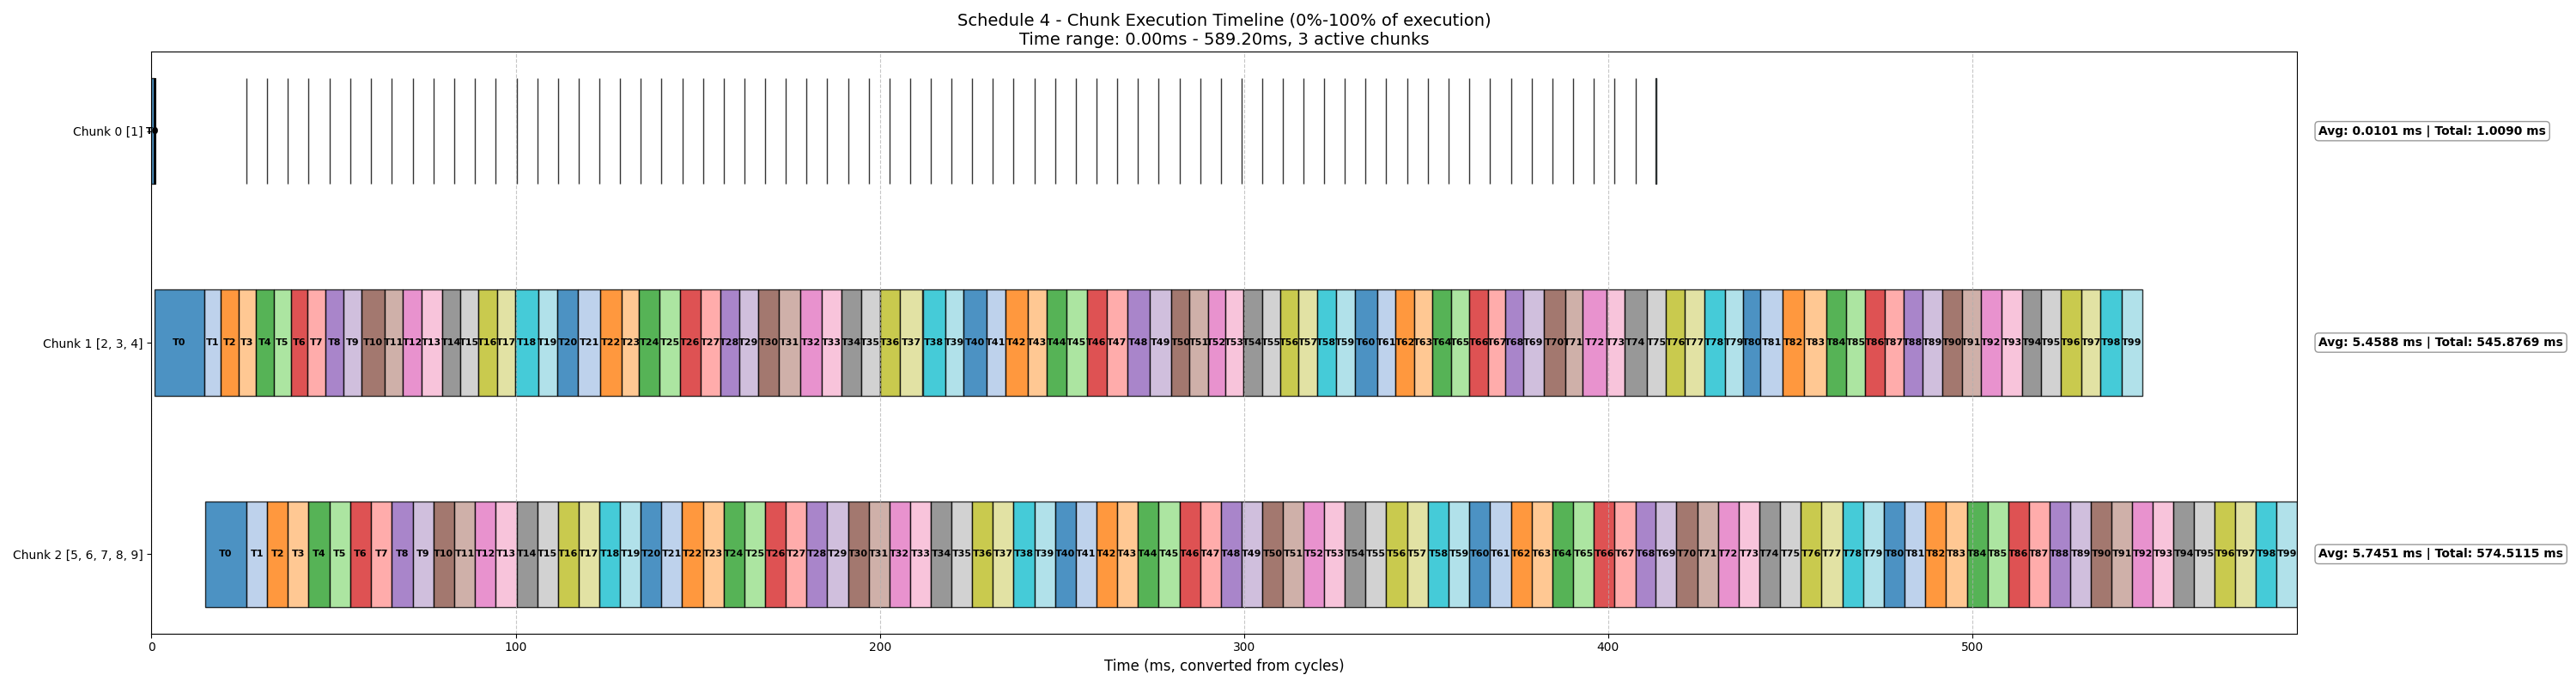 Schedule 4 - Chunk Execution Timeline (0%-100% of execution)
Time range: 0.00ms - 589.20ms, 3 active chunks
Chunk 0 [1]
T0
Avg: 0.0101 ms | Total: 1.0090 ms
Chunk 1 [2, 3, 4]
T0 T1 T2 T3 T4 T5 T6 T7 T8 T9 T10 T11 T12 T13 T14 T15 T16 T17 T18 T19 T20 T21 T22 T23 T24 T25 T26 T27 T28 T29 T30 T31 T32 T33 T34 T35 T36 T37 T38 T39 T40 T41 T42 T43 T44 T45 T46 T47 T48 T49 T50 T51 T52 T53 T54 T55 T56 T57 T58 T59 T60 T61 T62 T63 T64 T65 T66 T67 T68 T69 T70 T71 T72 T73 T74 T75 T76 T77 T78 T79 T80 T81 T82 T83 T84 T85 T86 T87 T88 T89 T90 T91 T92 T93 T94 T95 T96 T97 T98 T99
Avg: 5.4588 ms | Total: 545.8769 ms
Chunk 2 [5, 6, 7, 8, 9]
T0 T1 T2 T3 T4 T5 T6 T7 T8 T9 T10 T11 T12 T13 T14 T15 T16 T17 T18 T19 T20 T21 T22 T23 T24 T25 T26 T27 T28 T29 T30 T31 T32 T33 T34 T35 T36 T37 T38 T39 T40 T41 T42 T43 T44 T45 T46 T47 T48 T49 T50 T51 T52 T53 T54 T55 T56 T57 T58 T59 T60 T61 T62 T63 T64 T65 T66 T67 T68 T69 T70 T71 T72 T73 T74 T75 T76 T77 T78 T79 T80 T81 T82 T83 T84 T85 T86 T87 T88 T89 T90 T91 T92 T93 T94 T95 T96 T97 T98 T99
Avg: 5.7451 ms | Total: 574.5115 ms
0 100 200 300 400 500
Time (ms, converted from cycles)